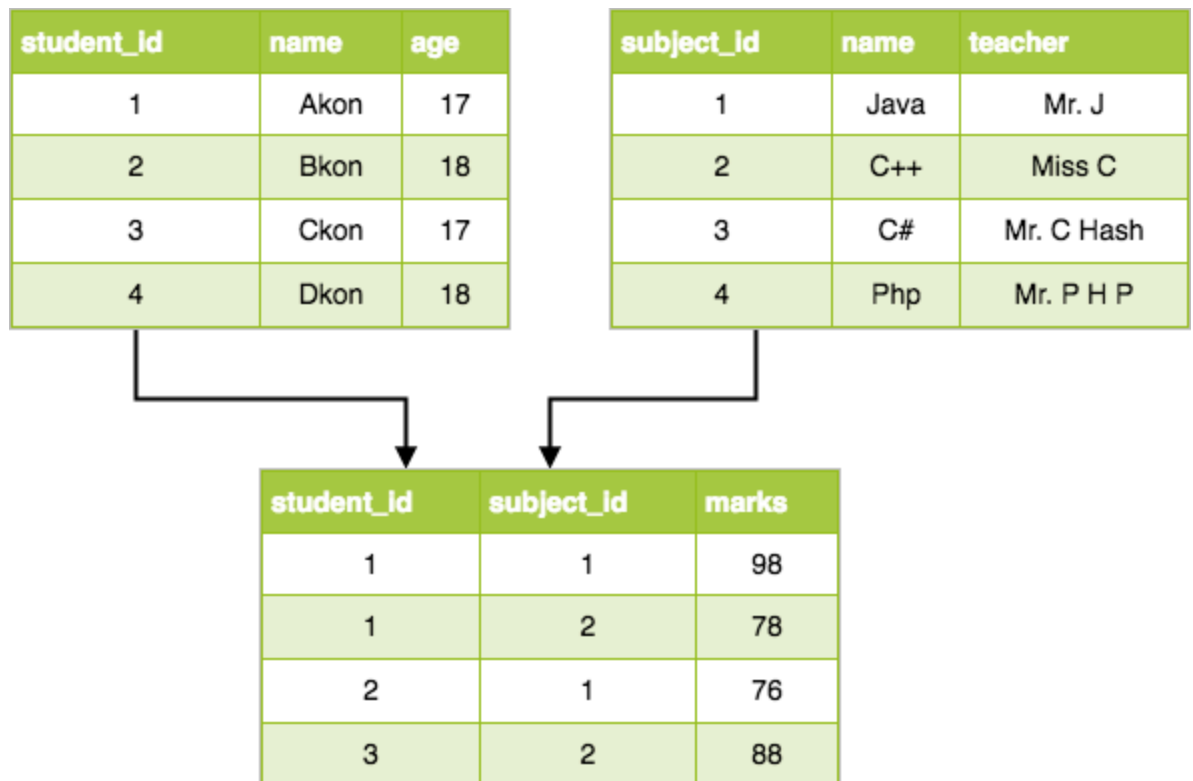 student_id name age
1 Akon 17
2 Bkon 18
3 Ckon 17
4 Dkon 18
subject_id name teacher
1 Java Mr. J
2 C++ Miss C
3 C# Mr. C Hash
4 Php Mr. P H P
student_id subject_id marks
1 1 98
1 2 78
2 1 76
3 2 88